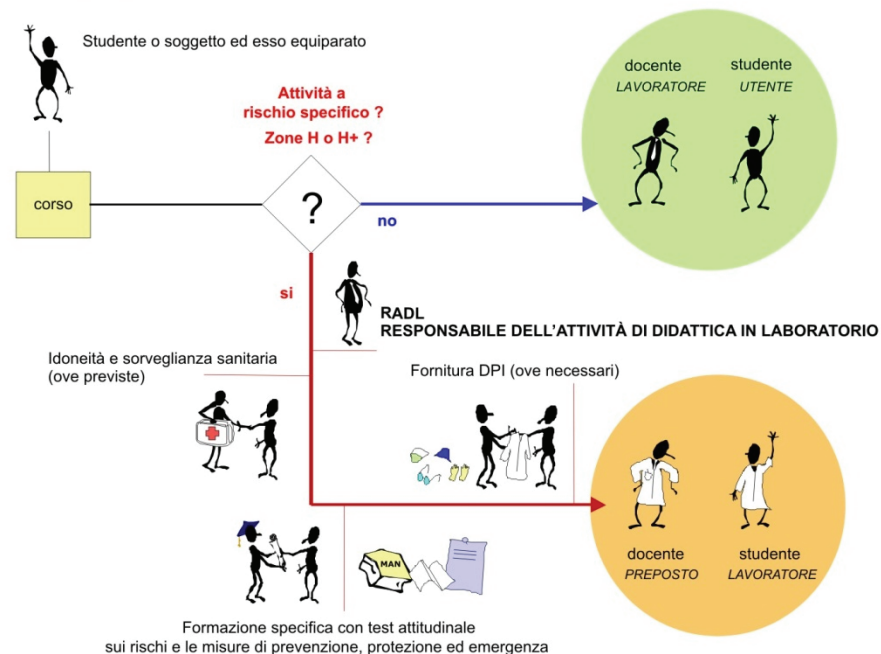 Studente o soggetto ed esso equiparato
corso
Attività a
rischio specifico ?
Zone H o H+ ?
?
no
docente
LAVORATORE
studente
UTENTE
si
RADL
RESPONSABILE DELL'ATTIVITÀ DI DIDATTICA IN LABORATORIO
Idoneità e sorveglianza sanitaria
(ove previste)
Fornitura DPI (ove necessari)
docente
PREPOSTO
studente
LAVORATORE
MAN
Formazione specifica con test attitudinale
sui rischi e le misure di prevenzione, protezione ed emergenza